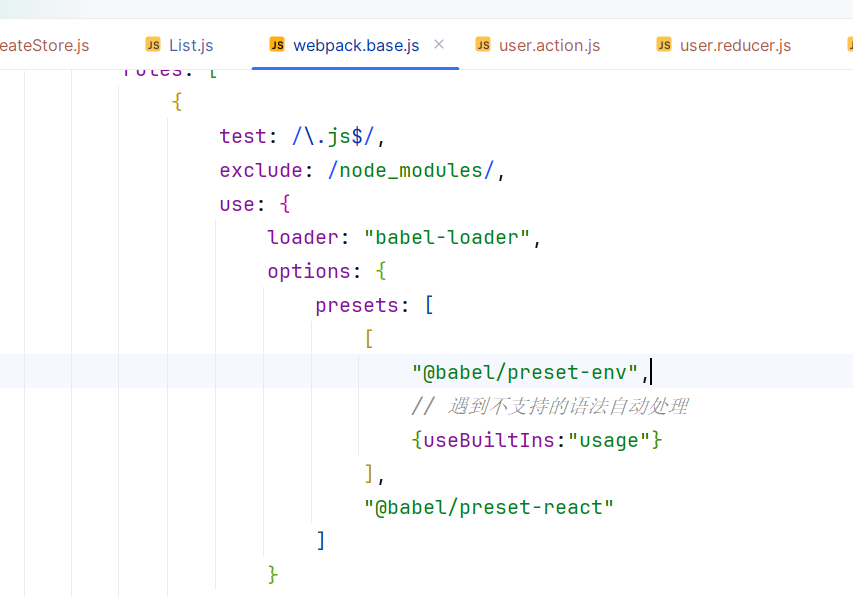 eateStore.js
JS List.js
JS webpack.base.js
JS user.action.js
JS user.reducer.js
rules: [
{
test: /\.js$/,
exclude: /node_modules/,
use: {
loader: "babel-loader",
options: {
presets: [
[
"@babel/preset-env",
// 遇到不支持的语法自动处理
{useBuiltIns:"usage"}
],
"@babel/preset-react"
]
}